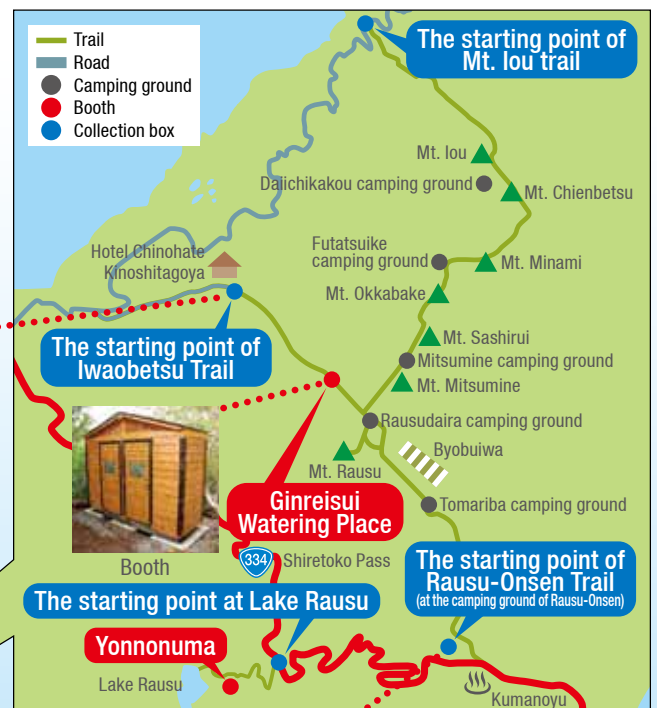 Trail
Road
Camping ground
Booth
Collection box
The starting point of
Mt. Iou trail
Mt. Iou
Daiichikakou camping ground
Mt. Chienbetsu
Futatsuike
camping ground
Mt. Minami
Hotel Chinohate
Kinoshitagoya
Mt. Okkabake
The starting point of
Iwaobetsu Trail
Mt. Sashirui
Mitsumine camping ground
Mt. Mitsumine
Rausudaira camping ground
Byobuiwa
Mt. Rausu
Ginreisui
Watering Place
Tomariba camping ground
Booth
334
Shiretoko Pass
The starting point of
Rausu-Onsen Trail
(at the camping ground of Rausu-Onsen)
The starting point at Lake Rausu
Yonnonuma
Lake Rausu
Kumanoyu